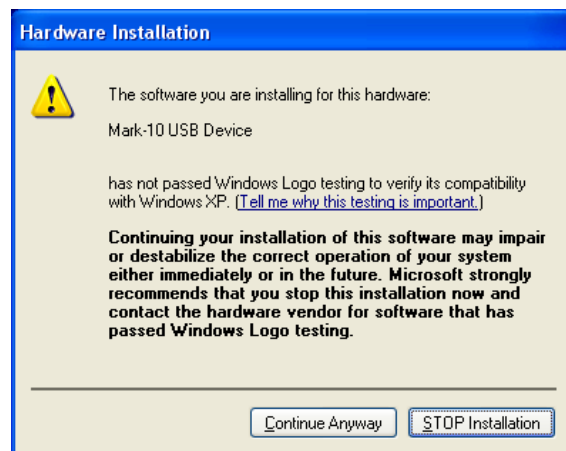 Hardware Installation
The software you are installing for this hardware:
Mark-10 USB Device
has not passed Windows Logo testing to verify its compatibility
with Windows XP. (Tell me why this testing is important.)
Continuing your installation of this software may impair
or destabilize the correct operation of your system
either immediately or in the future. Microsoft strongly
recommends that you stop this installation now and
contact the hardware vendor for software that has
passed Windows Logo testing.
Continue Anyway
STOP Installation